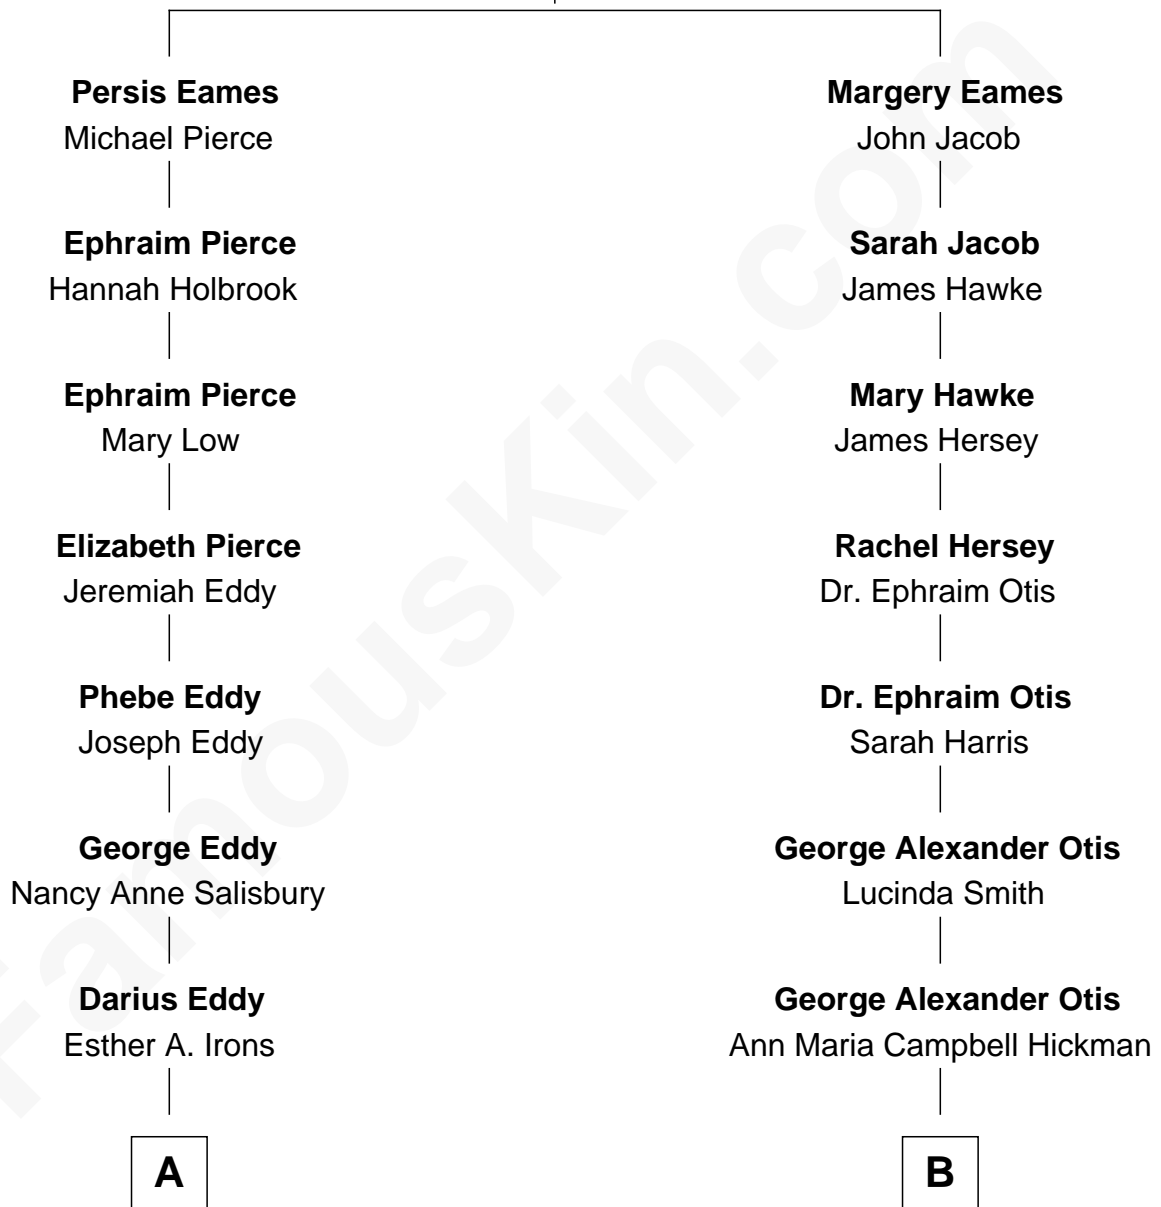 Persis Eames
Michael Pierce
Ephraim Pierce
Hannah Holbrook
Ephraim Pierce
Mary Low
Elizabeth Pierce
Jeremiah Eddy
Phebe Eddy
Joseph Eddy
George Eddy
Nancy Anne Salisbury
Darius Eddy
Esther A. Irons
A
Margery Eames
John Jacob
Sarah Jacob
James Hawke
Mary Hawke
James Hersey
Rachel Hersey
Dr. Ephraim Otis
Dr. Ephraim Otis
Sarah Harris
George Alexander Otis
Lucinda Smith
George Alexander Otis
Ann Maria Campbell Hickman
B
FamousKin.com